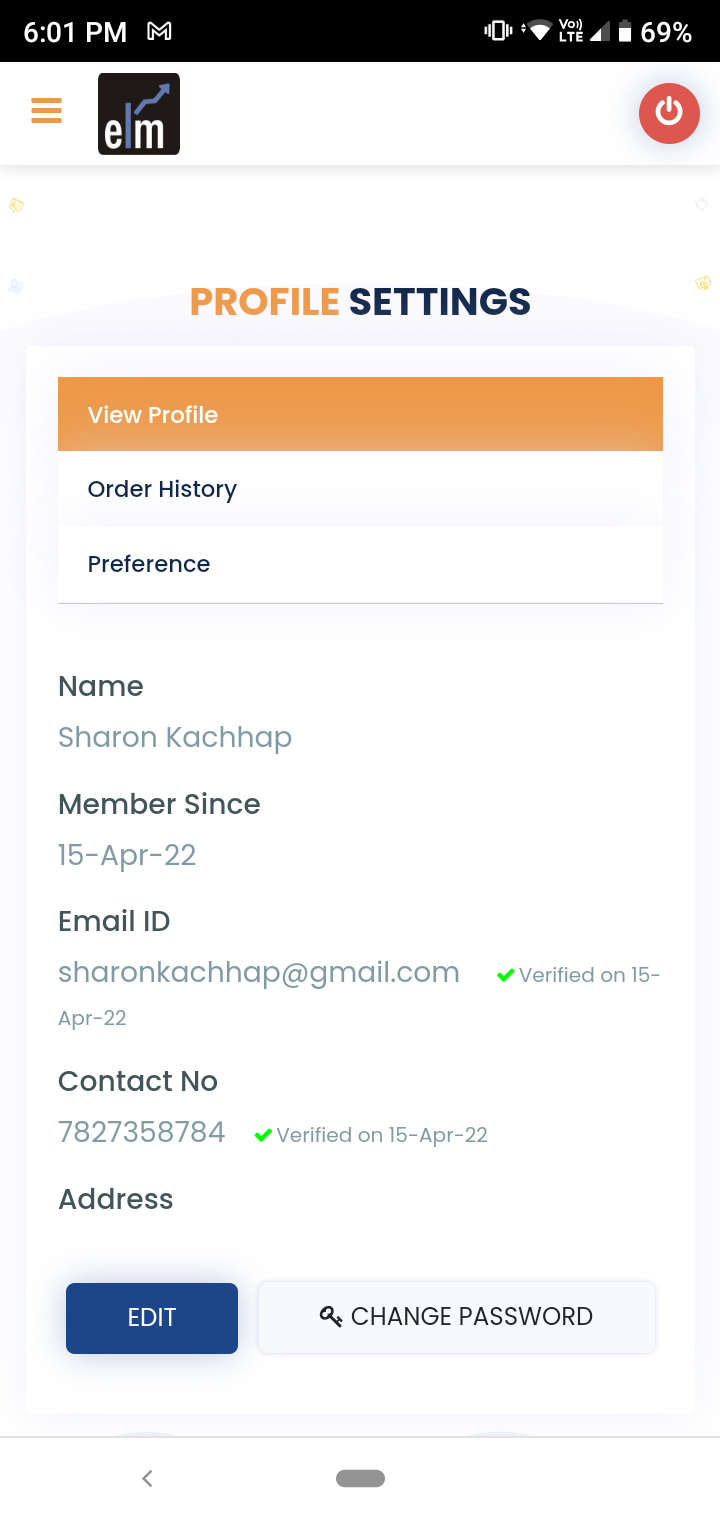 6:01 PM
Vo)) LTE 69%
elm
PROFILE SETTINGS
View Profile
Order History
Preference
Name
Sharon Kachhap
Member Since
15-Apr-22
Email ID
sharonkachhap@gmail.com Verified on 15-
Apr-22
Contact No
7827358784 Verified on 15-Apr-22
Address
EDIT CHANGE PASSWORD